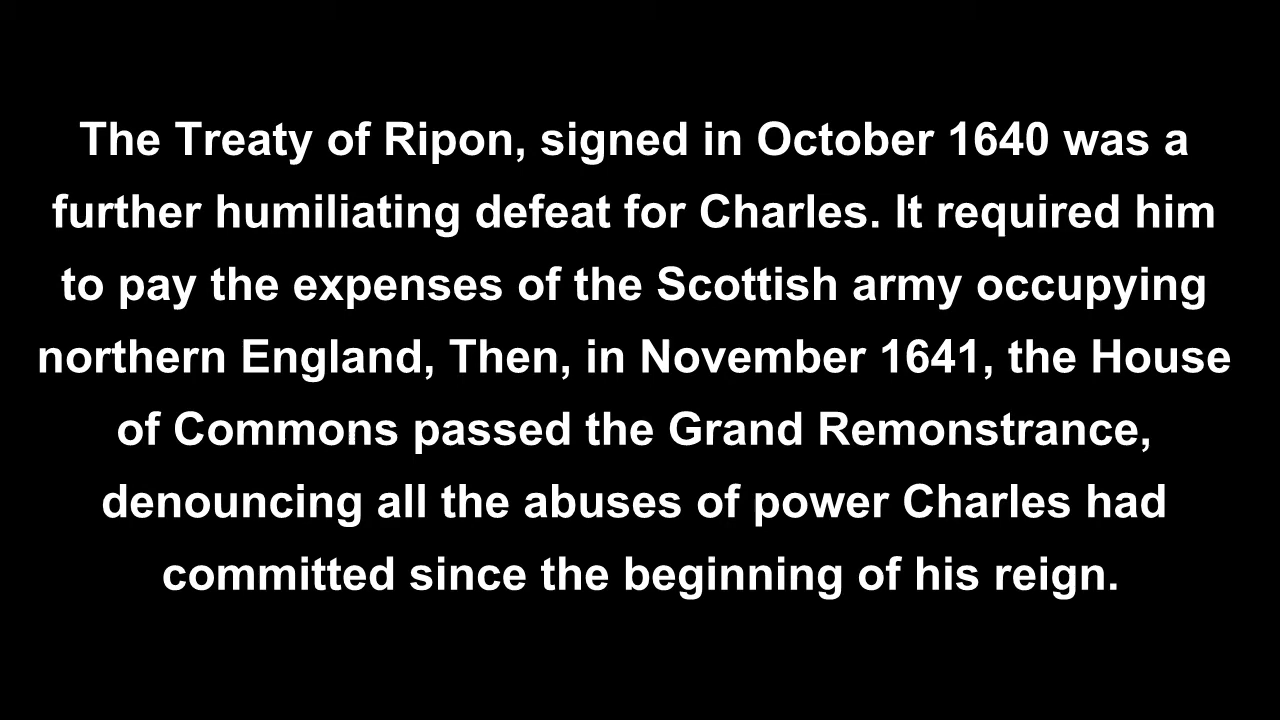 The Treaty of Ripon, signed in October 1640 was a
further humiliating defeat for Charles. It required him
to pay the expenses of the Scottish army occupying
northern England, Then, in November 1641, the House
of Commons passed the Grand Remonstrance,
denouncing all the abuses of power Charles had
committed since the beginning of his reign.